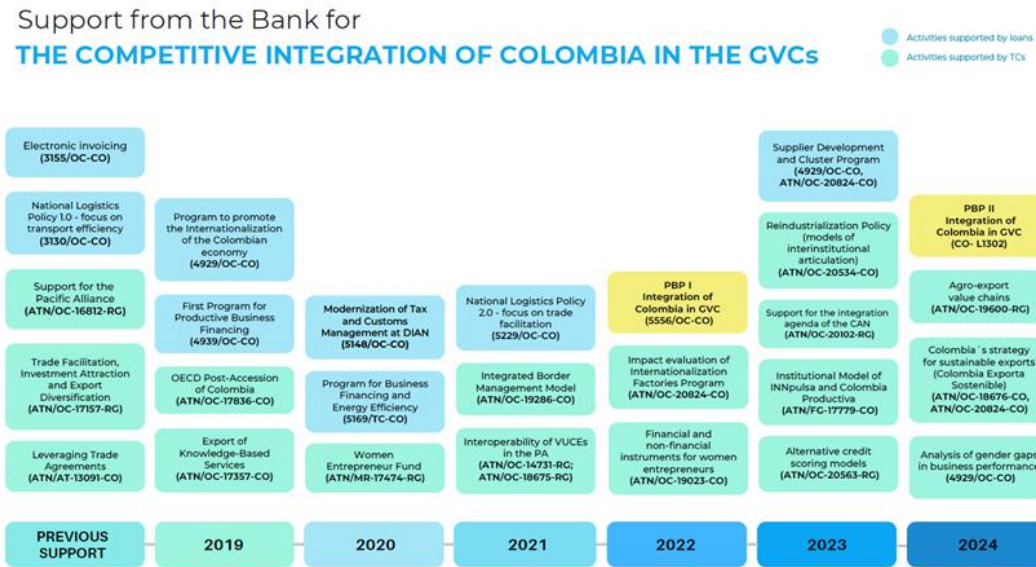 Support from the Bank for
THE COMPETITIVE INTEGRATION OF COLOMBIA IN THE GVCs
Activities supported by loans
Activities supported by TCs
Electronic invoicing
(3155/OC-CO)
National Logistics
Policy 1.0 - focus on
transport efficiency
(3130/OC-CO)
Support for the
Pacific Alliance
(ATN/OC-16812-RG)
Trade Facilitation,
Investment Attraction
and Export
Diversification
(ATN/OC-17157-RG)
Leveraging Trade
Agreements
(ATN/AT-13091-CO)
PREVIOUS
SUPPORT
Program to promote
the Internationalization
of the Colombian
economy
(4929/OC-CO)
First Program for
Productive Business
Financing
(4939/OC-CO)
OECD Post-Accession
of Colombia
(ATN/OC-17836-CO)
Export of
Knowledge-Based
Services
(ATN/OC-17357-CO)
2019
Modernization of Tax
and Customs
Management at DIAN
(5148/OC-CO)
Program for Business
Financing and
Energy Efficiency
(5169/TC-CO)
Women
Entrepreneur Fund
(ATN/MR-17474-RG)
2020
National Logistics Policy
2.0 - focus on trade
facilitation
(5229/OC-CO)
Integrated Border
Management Model
(ATN/OC-19286-CO)
Interoperability of VUCEs
in the PA
(ATN/OC-14731-RG;
ATN/OC-18675-RG)
2021
PBP I
Integration of
Colombia in GVC
(5556/OC-CO)
Impact evaluation of
Internationalization
Factories Program
(ATN/OC-20824-CO)
Financial and
non-financial
instruments for women
entrepreneurs
(ATN/OC-19023-CO)
2022
Supplier Development
and Cluster Program
(4929/OC-CO,
ATN/OC-20824-CO)
Reindustrialization Policy
(models of
interinstitutional
articulation)
(ATN/OC-20534-CO)
Support for the integration
agenda of the CAN
(ATN/OC-20102-RG)
Institutional Model of
INNpulsa and Colombia
Productiva
(ATN/FG-17779-CO)
Alternative credit
scoring models
(ATN/OC-20563-RG)
2023
PBP II
Integration of
Colombia in GVC
(CO- L1302)
Agro-export
value chains
(ATN/OC-19600-RG)
Colombia´s strategy
for sustainable exports
(Colombia Exporta
Sostenible)
(ATN/OC-18676-CO,
ATN/OC-20824-CO)
Analysis of gender gaps
in business performance
(4929/OC-CO)
2024